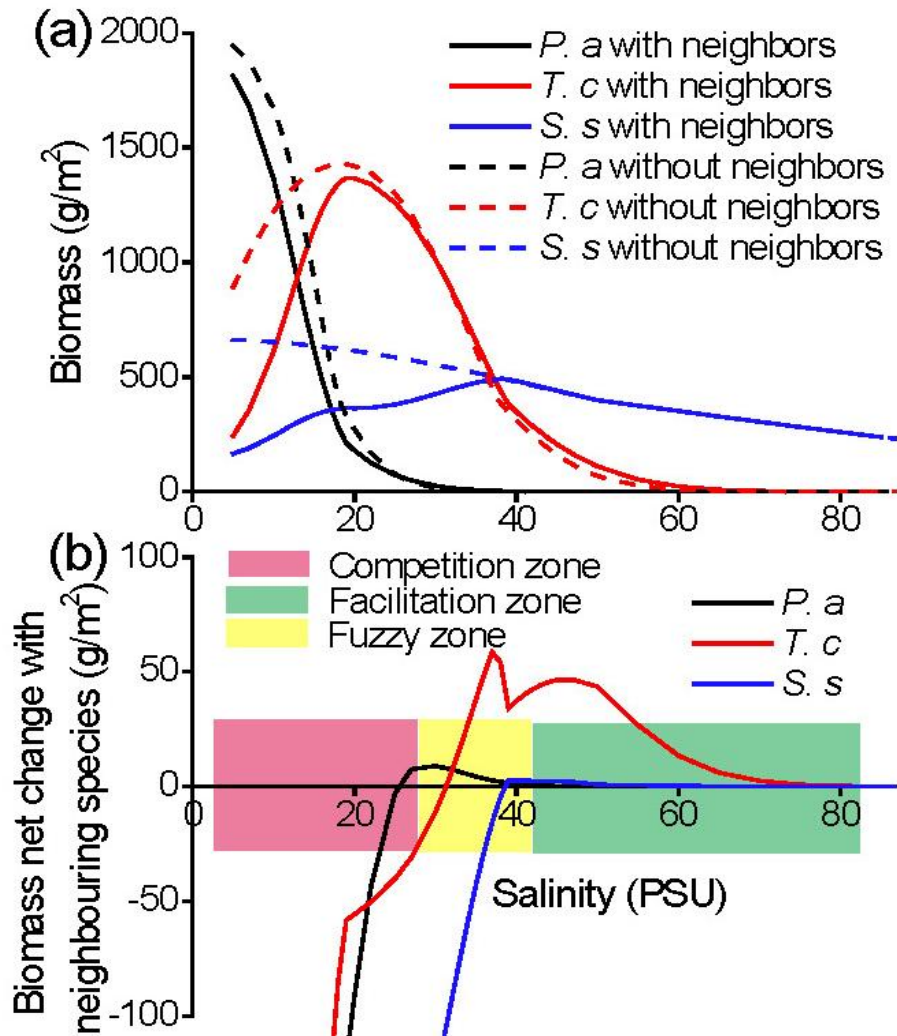 (a)
2000
1500
1000
500
0
Biomass (g/m²)
P. a with neighbors
T. c with neighbors
S. s with neighbors
P. a without neighbors
T. c without neighbors
S. s without neighbors
0 20 40 60 80
(b)
100
50
0
-50
-100
Biomass net change with
neighbouring species (g/m²)
Competition zone
Facilitation zone
Fuzzy zone
P. a
T. c
S. s
0 20 40 60 80
Salinity (PSU)